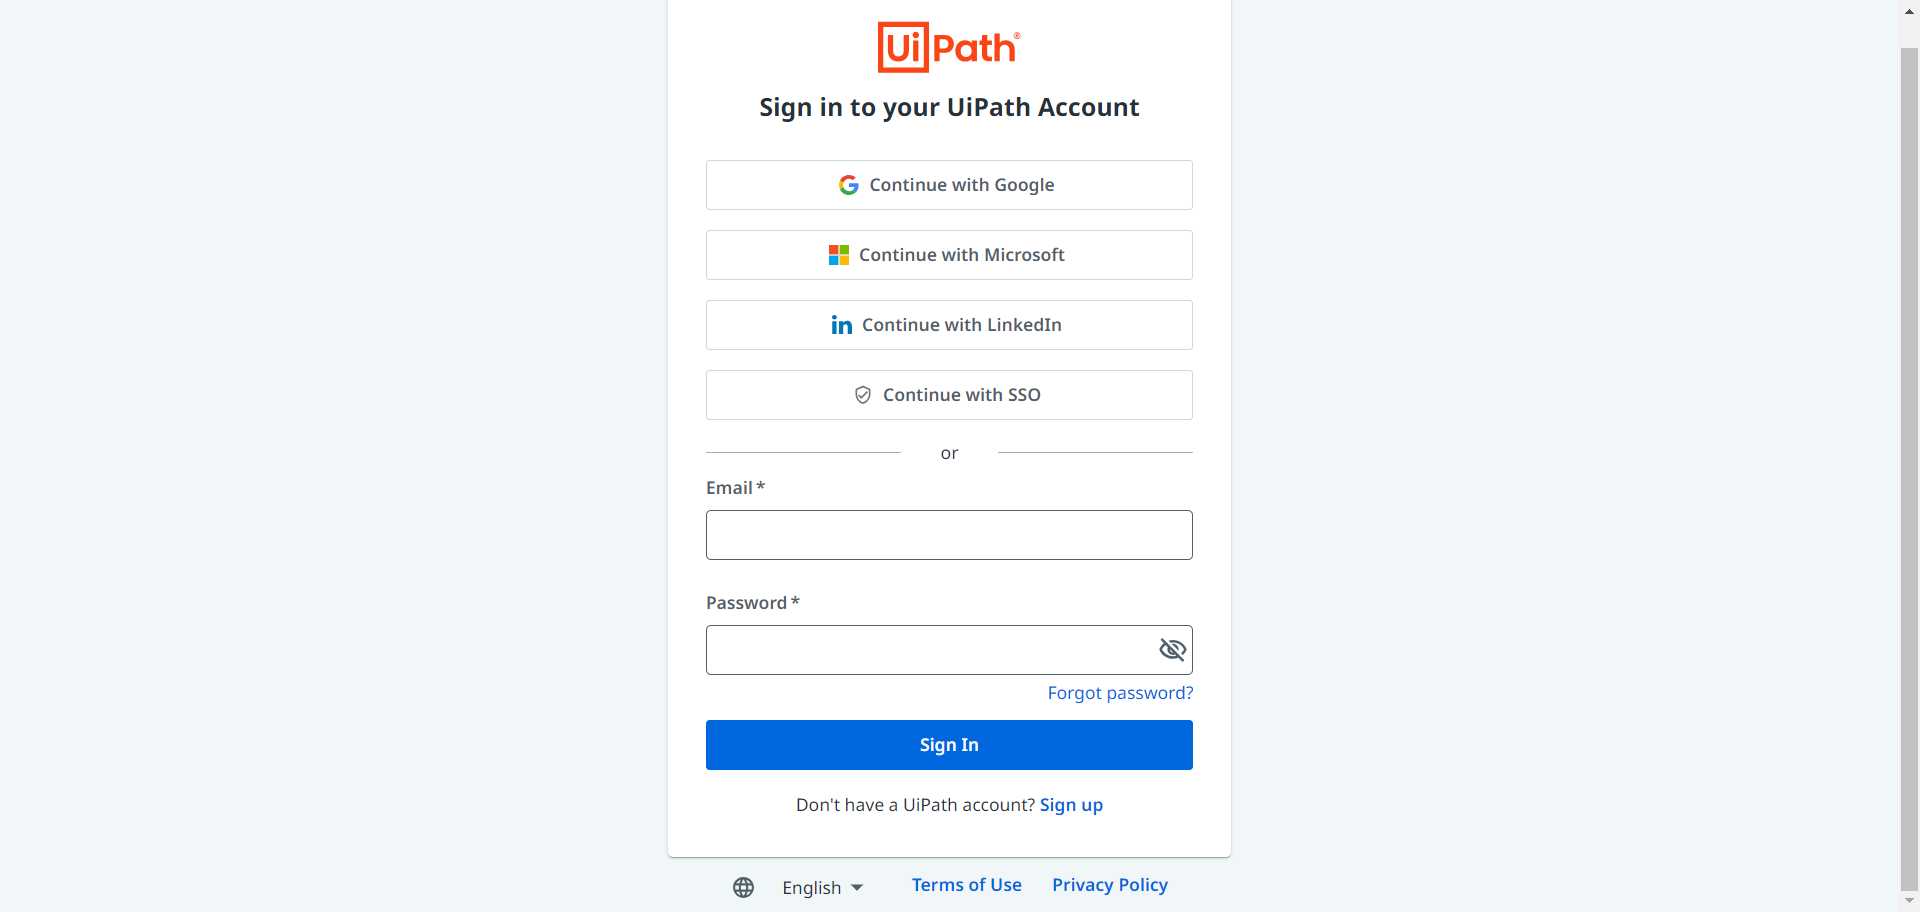 UiPath®
Sign in to your UiPath Account
Continue with Google
Continue with Microsoft
Continue with LinkedIn
Continue with SSO
or
Email *
Password *
Forgot password?
Sign In
Don't have a UiPath account? Sign up
English Terms of Use Privacy Policy